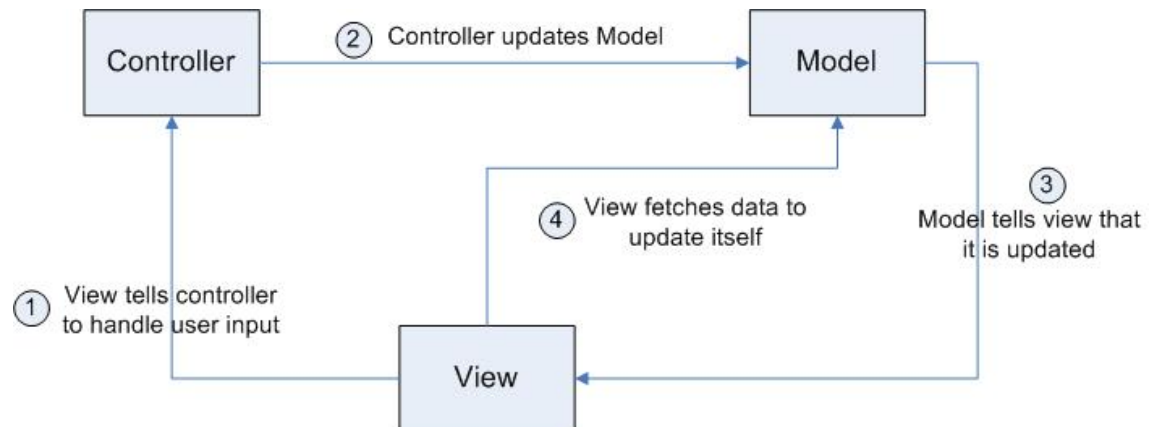 Controller
2
Controller updates Model
Model
3
Model tells view that
it is updated
4
View fetches data to
update itself
1
View tells controller
to handle user input
View